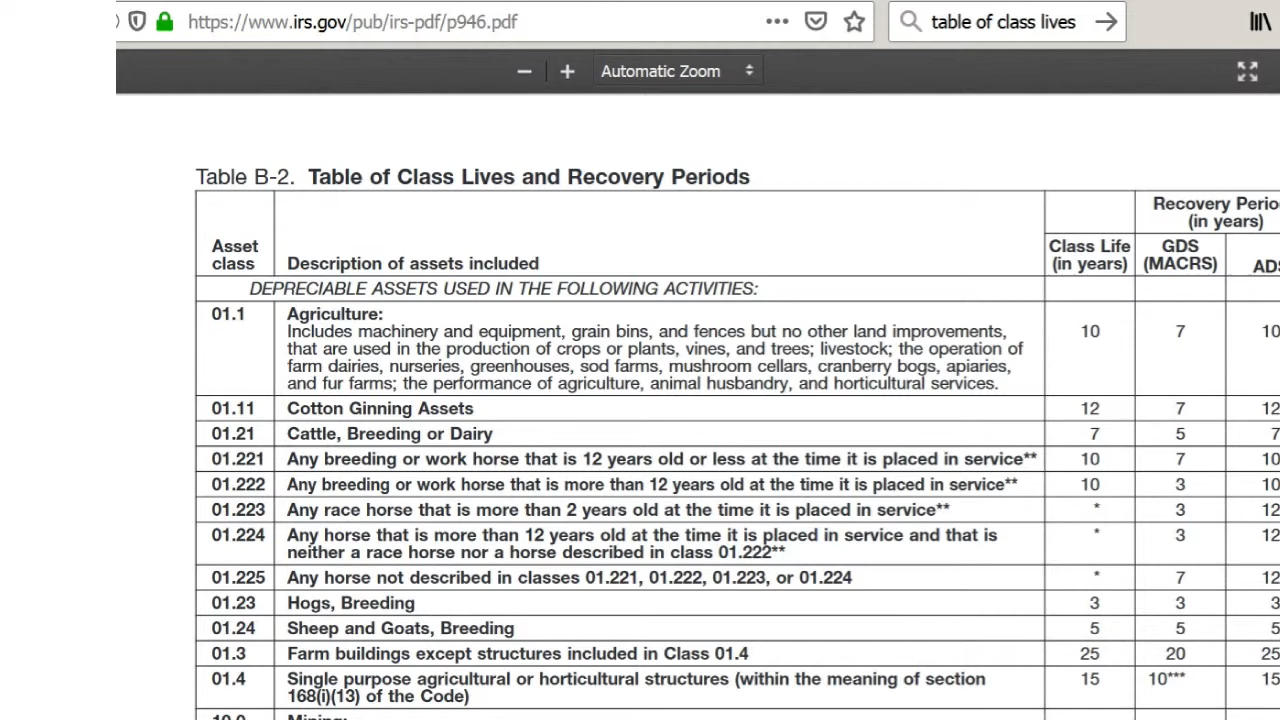 https://www.irs.gov/pub/irs-pdf/p946.pdf
table of class lives
Automatic Zoom
Table B-2. Table of Class Lives and Recovery Periods
Recovery Perio
(in years)
Asset
class
Description of assets included
Class Life
(in years)
GDS
(MACRS)
ADS
DEPRECIABLE ASSETS USED IN THE FOLLOWING ACTIVITIES:
01.1 Agriculture:
Includes machinery and equipment, grain bins, and fences but no other land improvements, 10 7 10
that are used in the production of crops or plants, vines, and trees; livestock; the operation of
farm dairies, nurseries, greenhouses, sod farms, mushroom cellars, cranberry bogs, apiaries,
and fur farms; the performance of agriculture, animal husbandry, and horticultural services.
01.11 Cotton Ginning Assets 12 7 12
01.21 Cattle, Breeding or Dairy 7 5 7
01.221 Any breeding or work horse that is 12 years old or less at the time it is placed in service** 10 7 10
01.222 Any breeding or work horse that is more than 12 years old at the time it is placed in service** 10 3 10
01.223 Any race horse that is more than 2 years old at the time it is placed in service** * 3 12
01.224 Any horse that is more than 12 years old at the time it is placed in service and that is * 3 12
neither a race horse nor a horse described in class 01.222**
01.225 Any horse not described in classes 01.221, 01.222, 01.223, or 01.224 * 7 12
01.23 Hogs, Breeding 3 3 3
01.24 Sheep and Goats, Breeding 5 5 5
01.3 Farm buildings except structures included in Class 01.4 25 20 25
01.4 Single purpose agricultural or horticultural structures (within the meaning of section 15 10*** 15
168(i)(13) of the Code)
10.0 Mining: